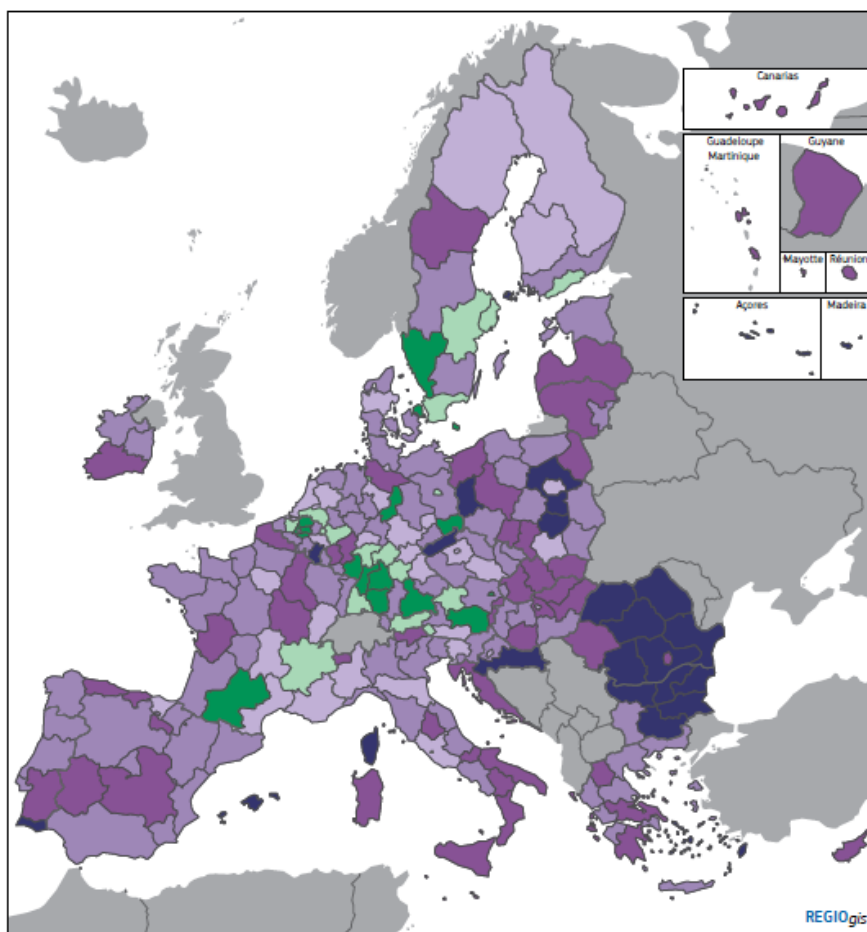 Canarias
Guadeloupe
Martinique
Guyane
Mayotte
Réunion
Açores
Madeira
REGIOgis